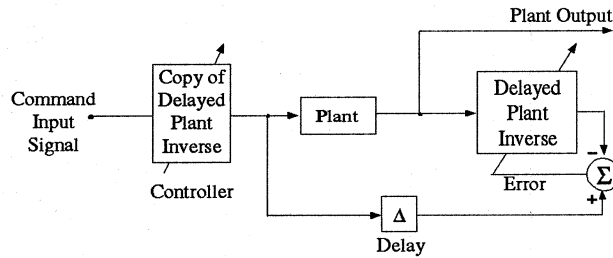 Plant Output
Command
Input
Signal
Copy of
Delayed
Plant
Inverse
Controller
Plant
Delayed
Plant
Inverse
Error
−
Σ
+
Δ
Delay